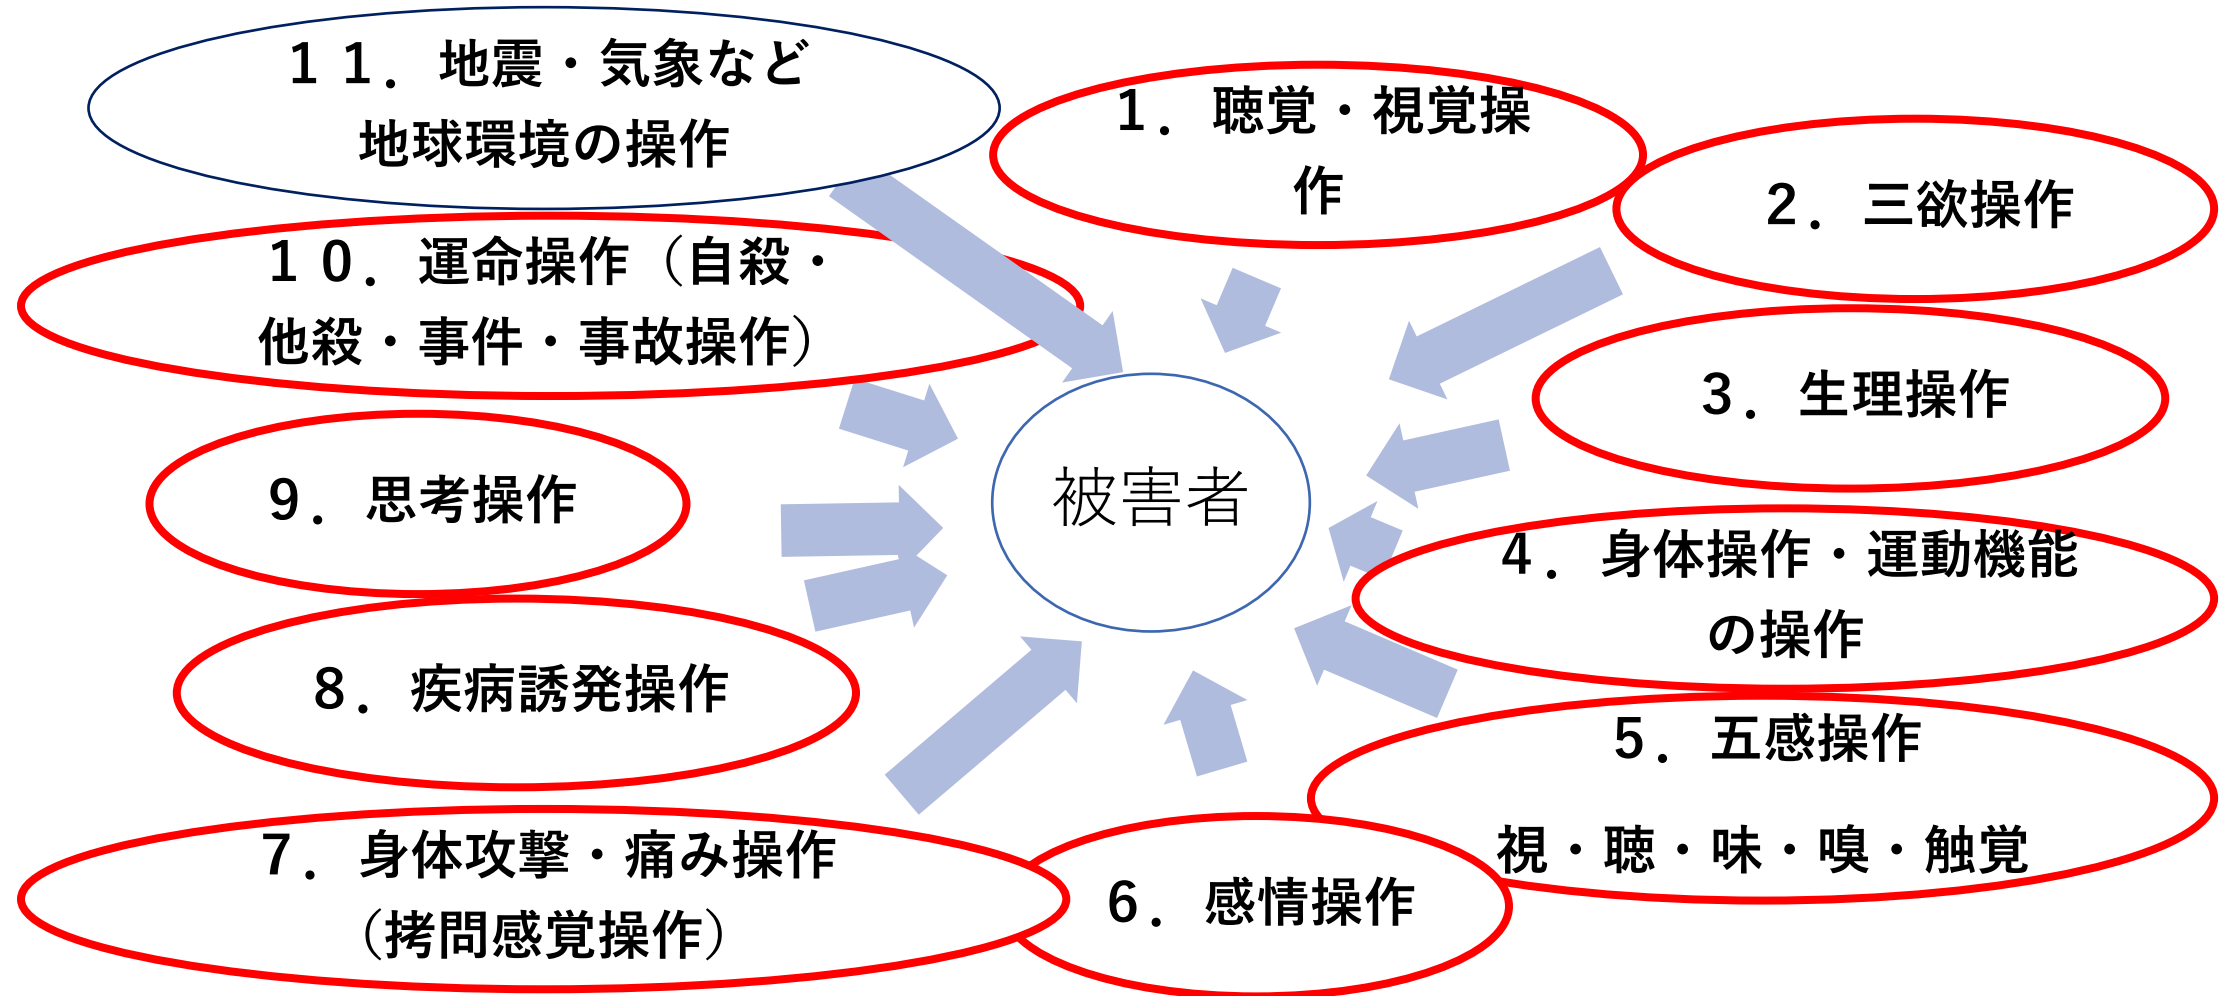 １１．地震・気象など
地球環境の操作
１．聴覚・視覚操
作
２．三欲操作
１０．運命操作（自殺・
他殺・事件・事故操作）
３．生理操作
９．思考操作
被害者
４．身体操作・運動機能
の操作
８．疾病誘発操作
５．五感操作
視・聴・味・嗅・触覚
７．身体攻撃・痛み操作
（拷問感覚操作）
６．感情操作